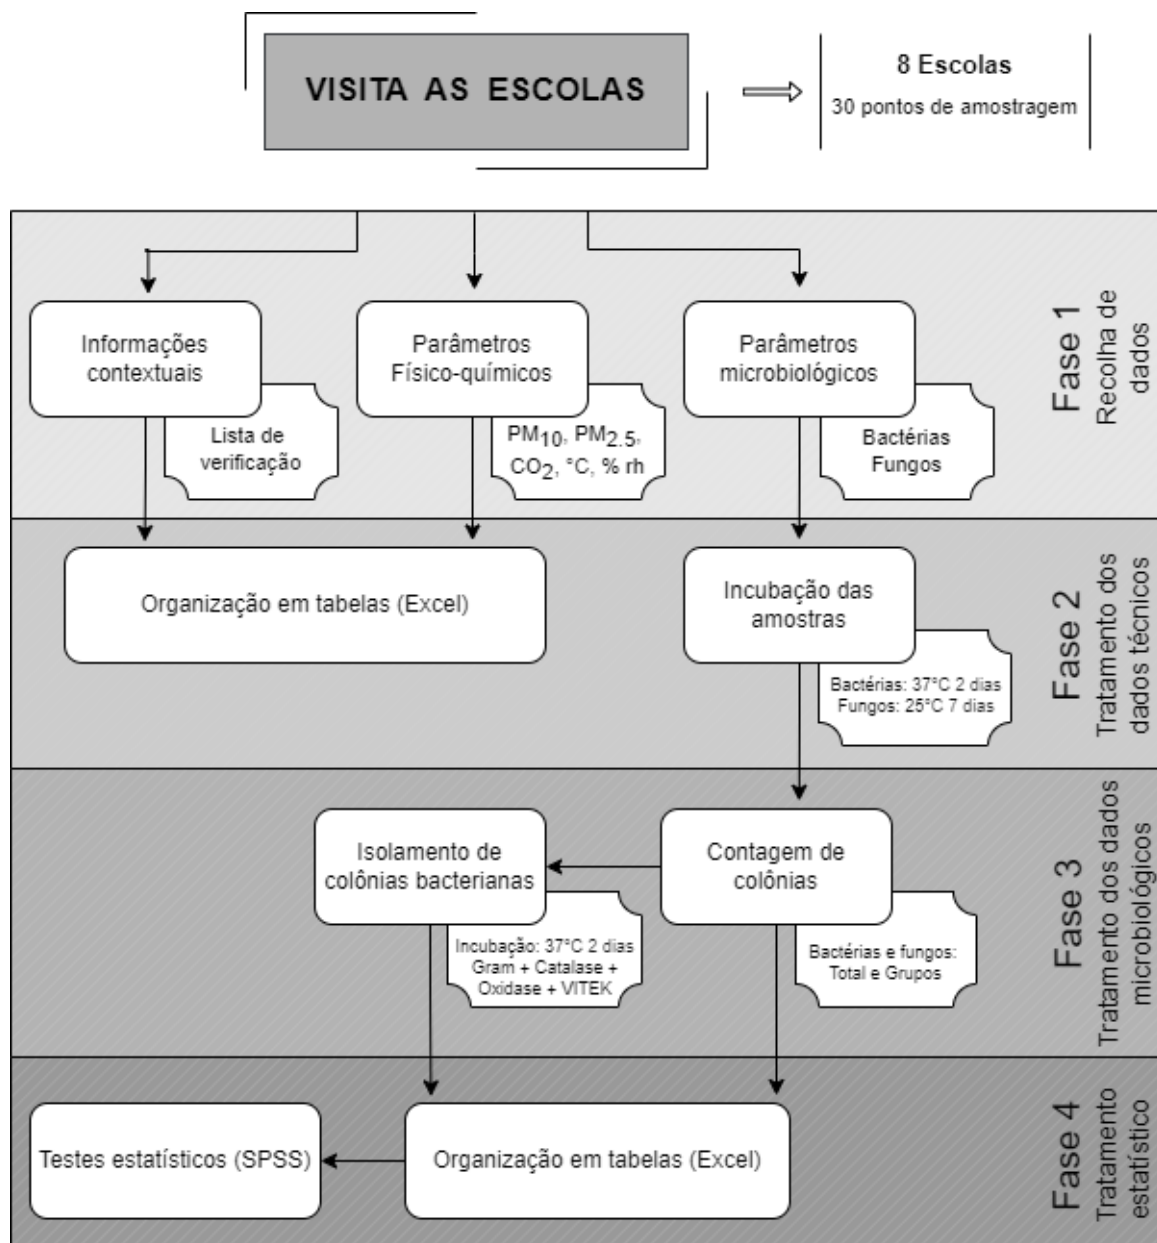 VISITA AS ESCOLAS
8 Escolas
30 pontos de amostragem
Informações
contextuais
Lista de
verificação
Parâmetros
Físico-químicos
PM10, PM2.5,
CO2, °C, % rh
Parâmetros
microbiológicos
Bactérias
Fungos
Fase 1
Recolha de
dados
Organização em tabelas (Excel)
Incubação das
amostras
Bactérias: 37°C 2 dias
Fungos: 25°C 7 dias
Fase 2
Tratamento dos
dados técnicos
Isolamento de
colônias bacterianas
Incubação: 37°C 2 dias
Gram + Catalase +
Oxidase + VITEK
Contagem de
colônias
Bactérias e fungos:
Total e Grupos
Fase 3
Tratamento dos dados
microbiológicos
Testes estatísticos (SPSS)
Organização em tabelas (Excel)
Fase 4
Tratamento
estatístico